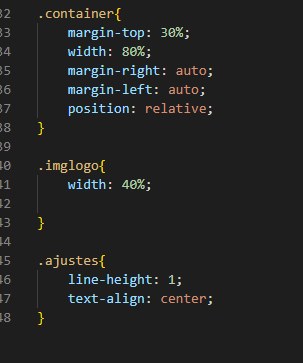 32 .container{
33 margin-top: 30%;
34 width: 80%;
35 margin-right: auto;
36 margin-left: auto;
37 position: relative;
38 }
39
40 .imglogo{
41 width: 40%;
42
43 }
44
45 .ajustes{
46 line-height: 1;
47 text-align: center;
48 }